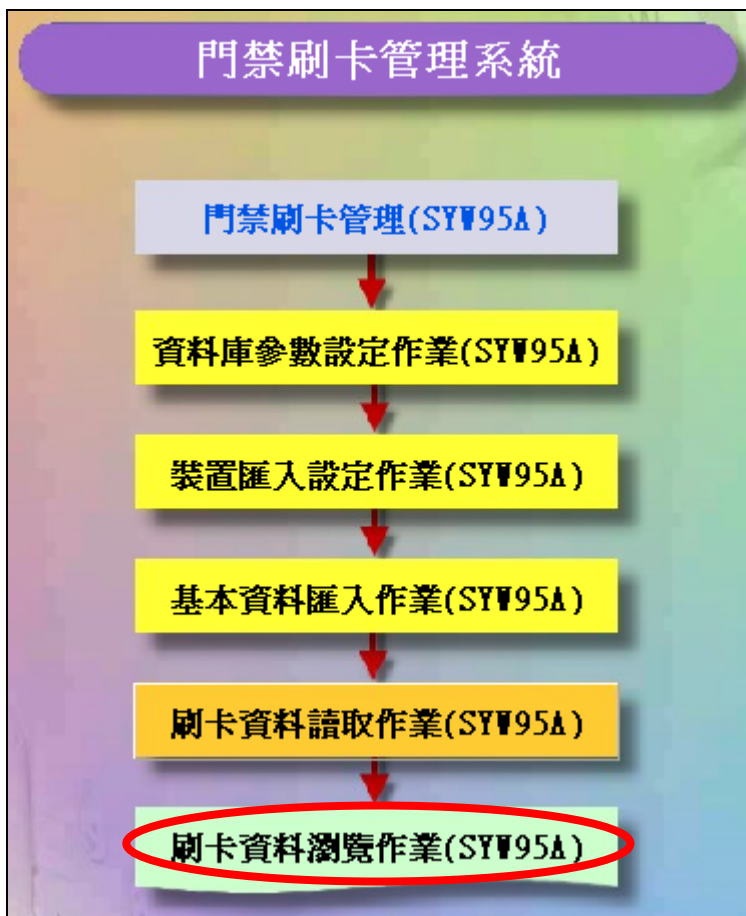 門禁刷卡管理系統
門禁刷卡管理(SYW95A)
資料庫參數設定作業(SYW95A)
裝置匯入設定作業(SYW95A)
基本資料匯入作業(SYW95A)
刷卡資料讀取作業(SYW95A)
刷卡資料瀏覽作業(SYW95A)